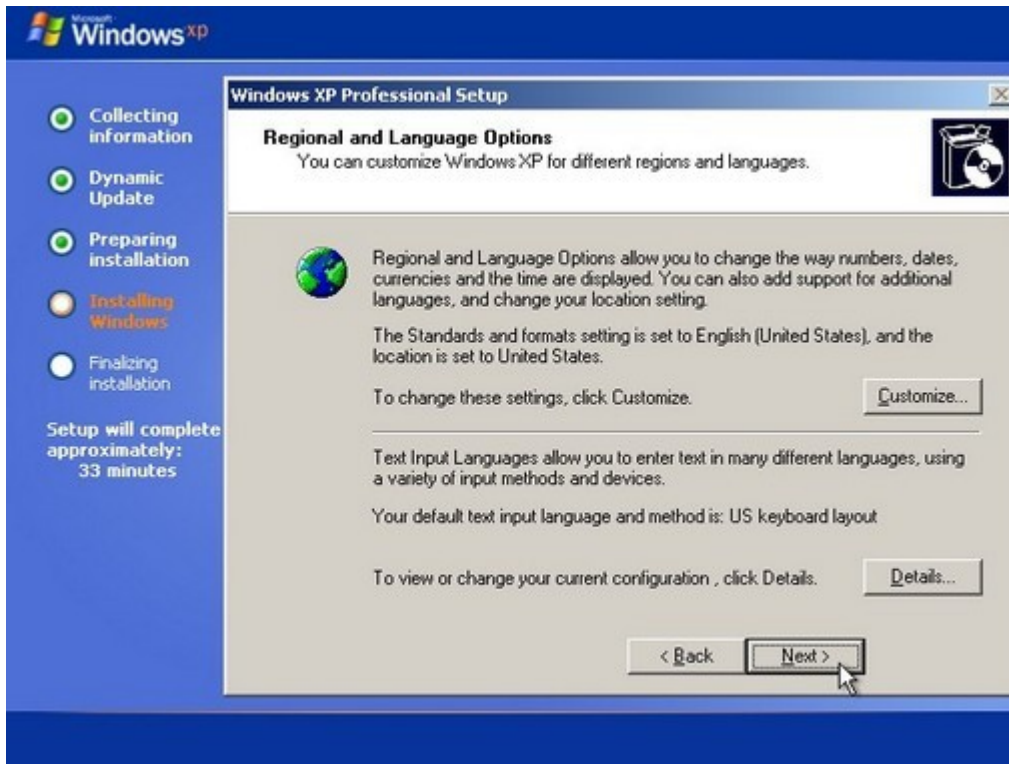 Microsoft
Windows xp
Collecting
information
Dynamic
Update
Preparing
installation
Installing
Windows
Finalizing
installation
Setup will complete
approximately:
33 minutes
Windows XP Professional Setup
Regional and Language Options
You can customize Windows XP for different regions and languages.
Regional and Language Options allow you to change the way numbers, dates,
currencies and the time are displayed. You can also add support for additional
languages, and change your location setting.
The Standards and formats setting is set to English (United States), and the
location is set to United States.
To change these settings, click Customize.
Customize...
Text Input Languages allow you to enter text in many different languages, using
a variety of input methods and devices.
Your default text input language and method is: US keyboard layout
To view or change your current configuration , click Details.
Details...
< Back
Next >